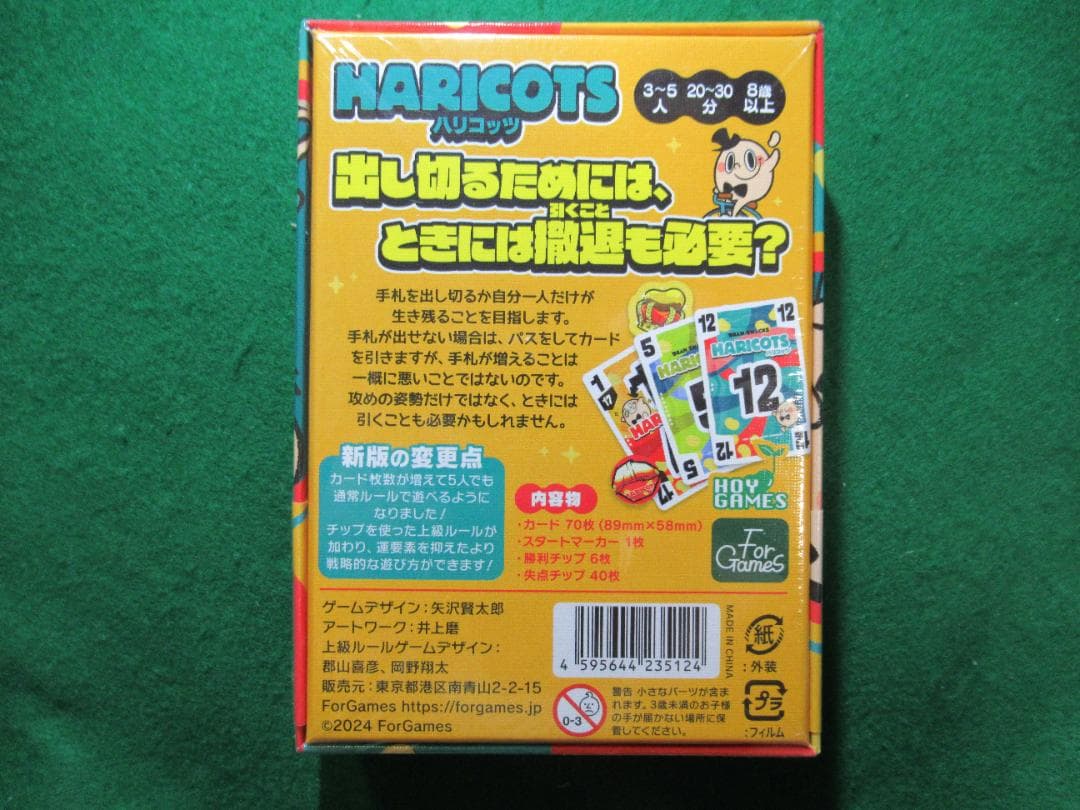 HARICOTS
ハリコッツ
3~5人
20~30分
8歳以上
出し切るためには、
引くこと
ときには撤退も必要?
手札を出し切るか自分一人だけが
生き残ることを目指します。
手札が出せない場合は、パスをしてカード
を引きますが、手札が増えることは
一概に悪いことではないのです。
攻めの姿勢だけではなく、ときには
引くことも必要かもしれません。
1
17
17
5
5
12
12
BEAN SNACKS
HARICOTS
ハリコッツ
12
12
新版の変更点
カード枚数が増えて5人でも
通常ルールで遊べるように
なりました!
チップを使った上級ルールが
加わり、運要素を抑えたより
戦略的な遊び方ができます!
内容物
・カード 70枚(89mm×58mm)
・スタートマーカー 1枚
・勝利チップ 6枚
・失点チップ 40枚
HOY
GAMES
For
Games
ゲームデザイン:矢沢賢太郎
アートワーク:井上磨
上級ルールゲームデザイン:
郡山喜彦、岡野翔太
販売元:東京都港区南青山2-2-15
ForGames https://forgames.jp
©2024 ForGames
4 595644 235124
MADE IN CHINA
0-3
警告 小さなパーツが含ま
れます。3歳未満のお子様
の手が届かない場所に保
管してください。
紙
:外装
プラ
:フィルム